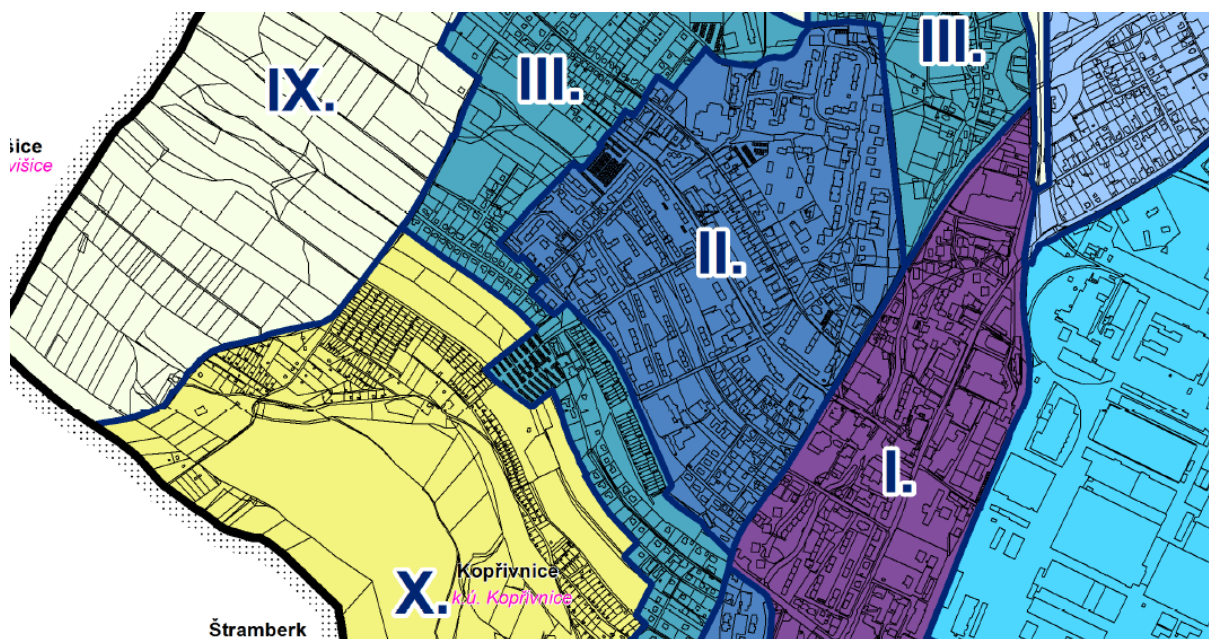 III.
III.
IX.
šice
višice
II.
I.
Kopřivnice
X.
k.ú. Kopřivnice
Štramberk